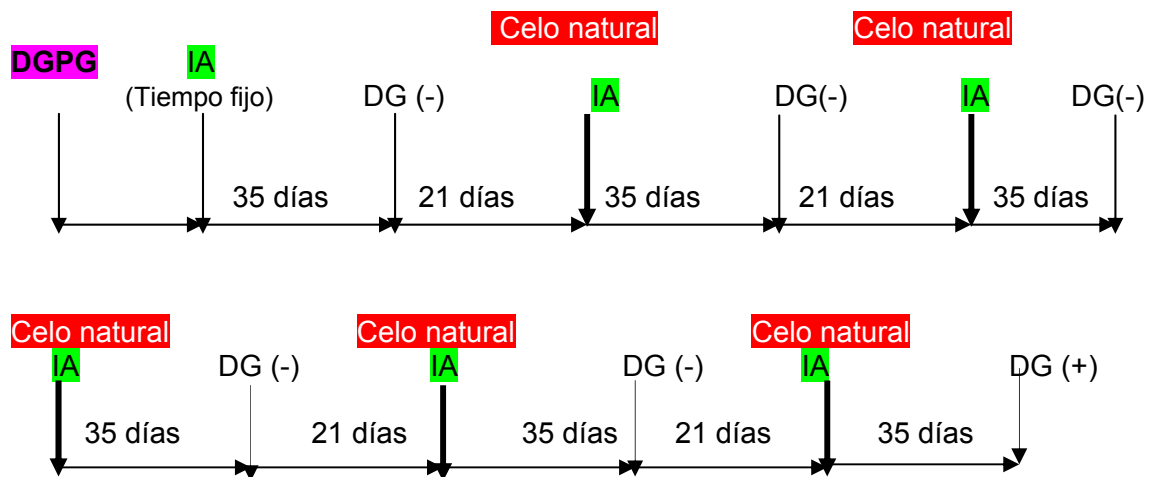 Celo natural Celo natural
DGPG IA
(Tiempo fijo) DG (-) IA DG(-) IA DG(-)
35 días 21 días 35 días 21 días 35 días
Celo natural Celo natural Celo natural
IA DG (-) IA DG (-) IA DG (+)
35 días 21 días 35 días 21 días 35 días